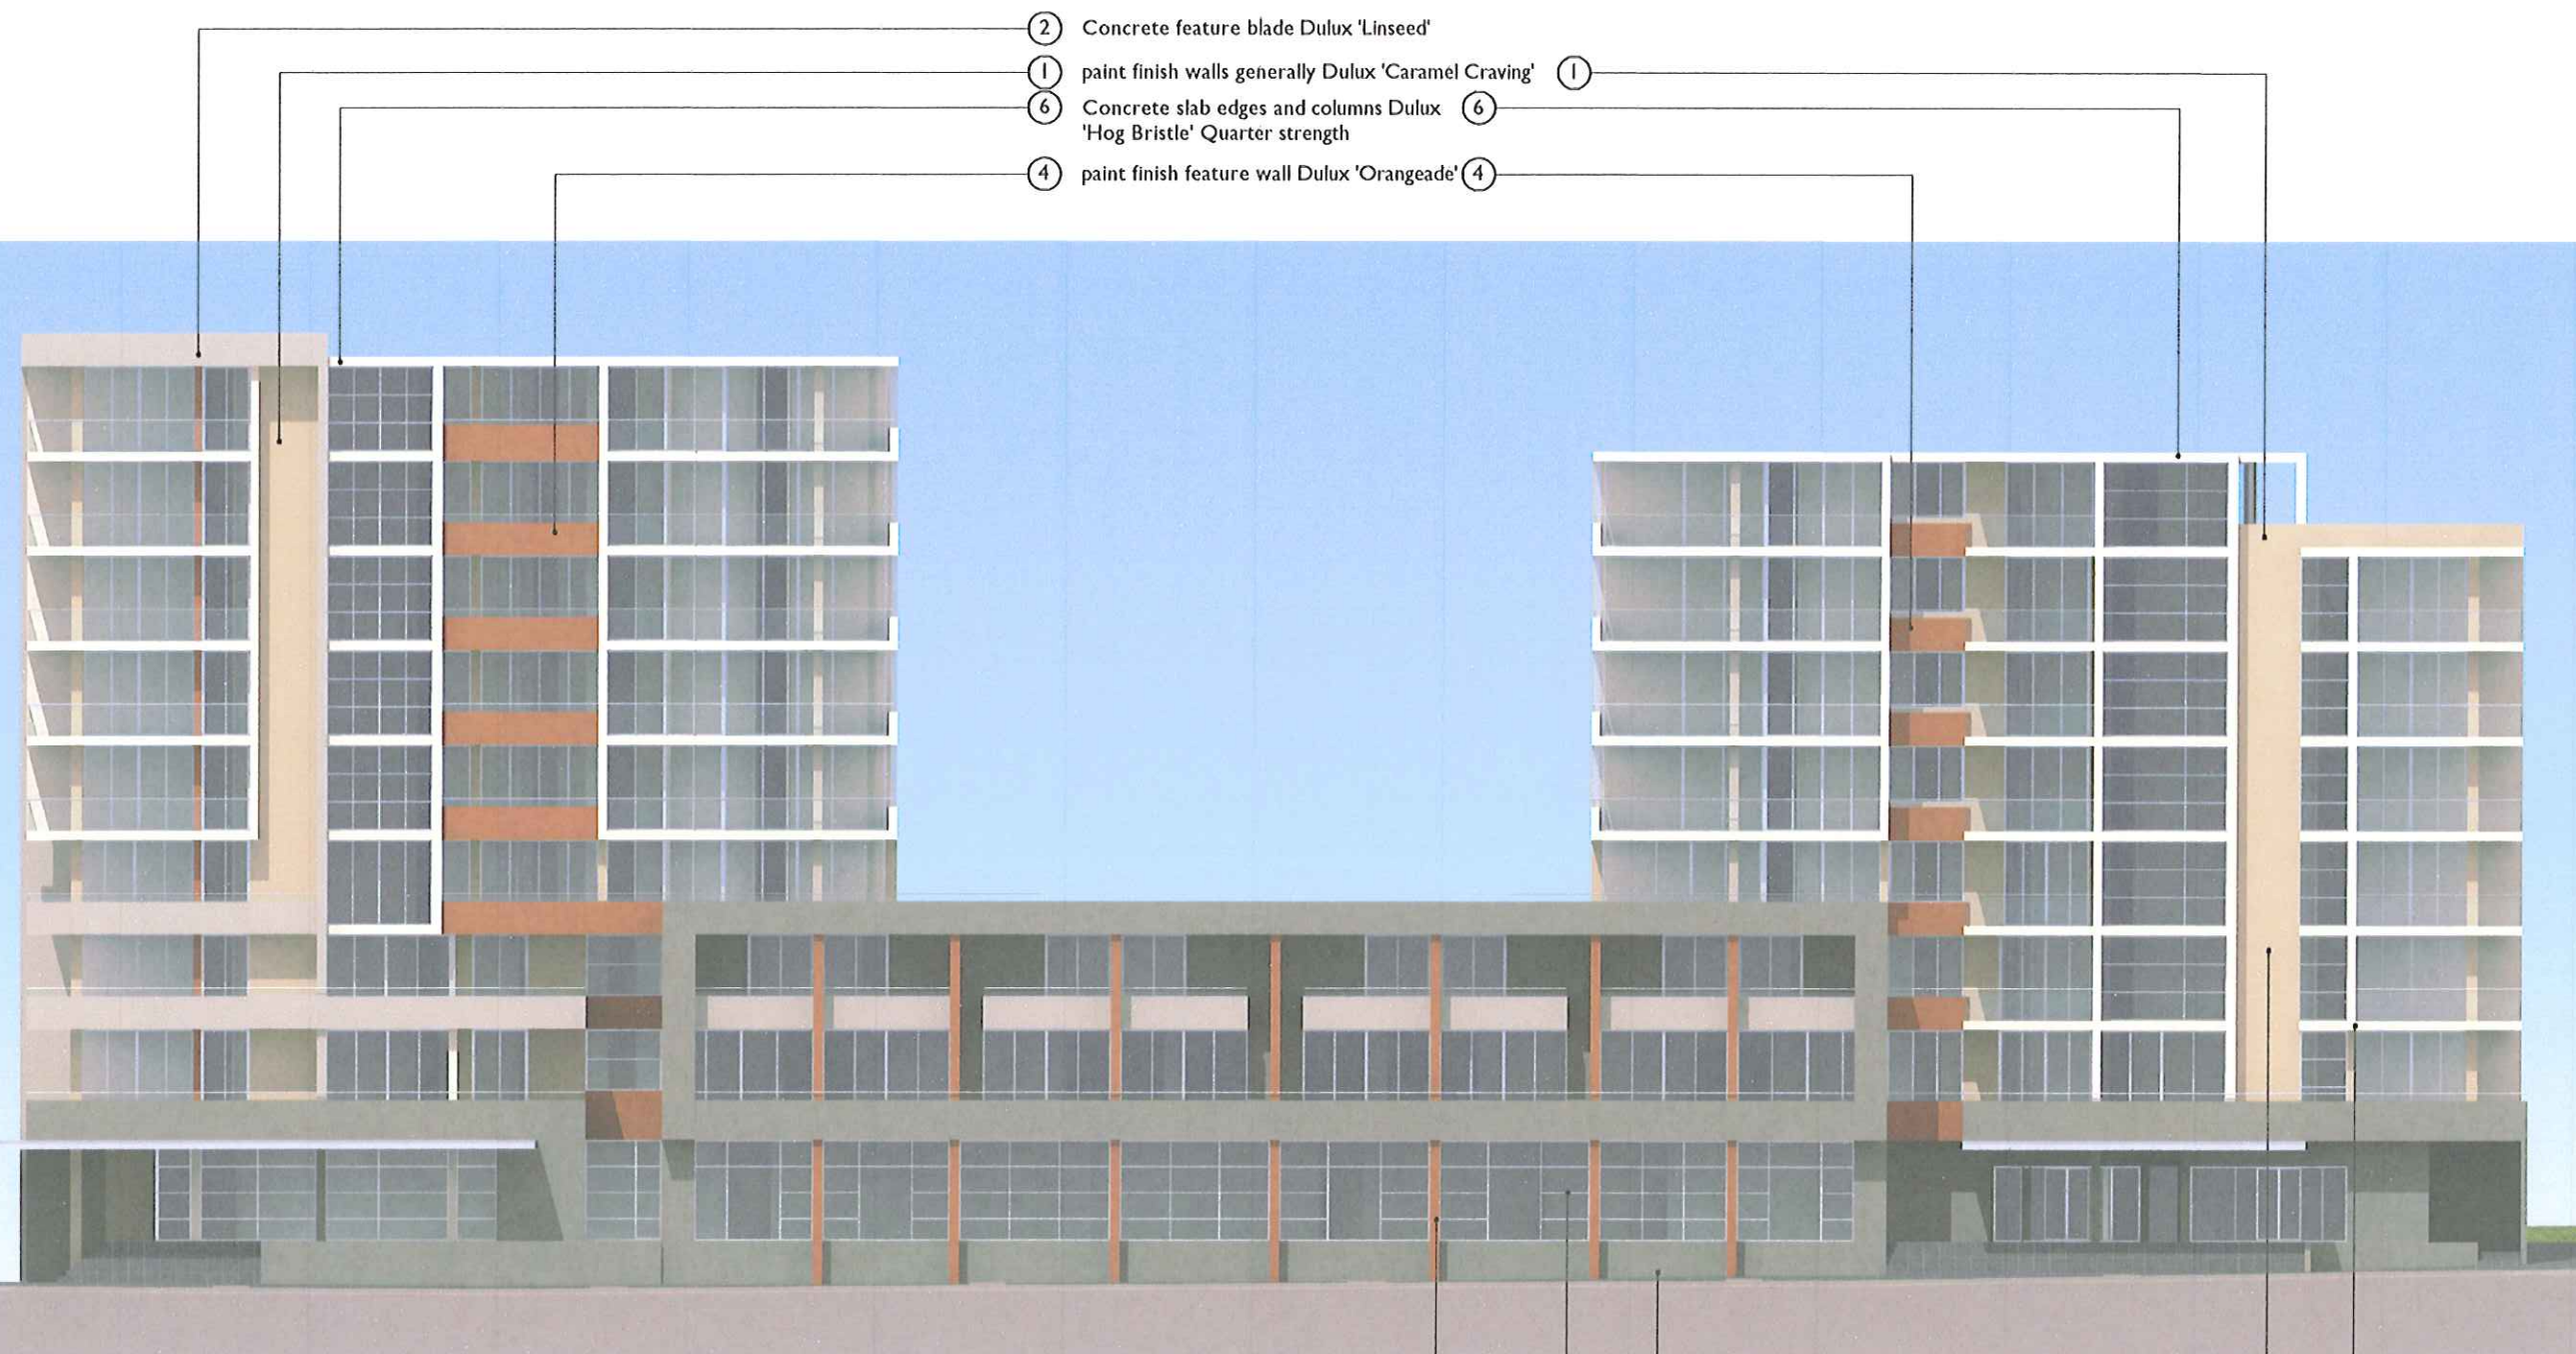 2 Concrete feature blade Dulux 'Linseed'
1 paint finish walls generally Dulux 'Caramel Craving' 1
6 Concrete slab edges and columns Dulux 6
'Hog Bristle' Quarter strength
4 paint finish feature wall Dulux 'Orangeade' 4